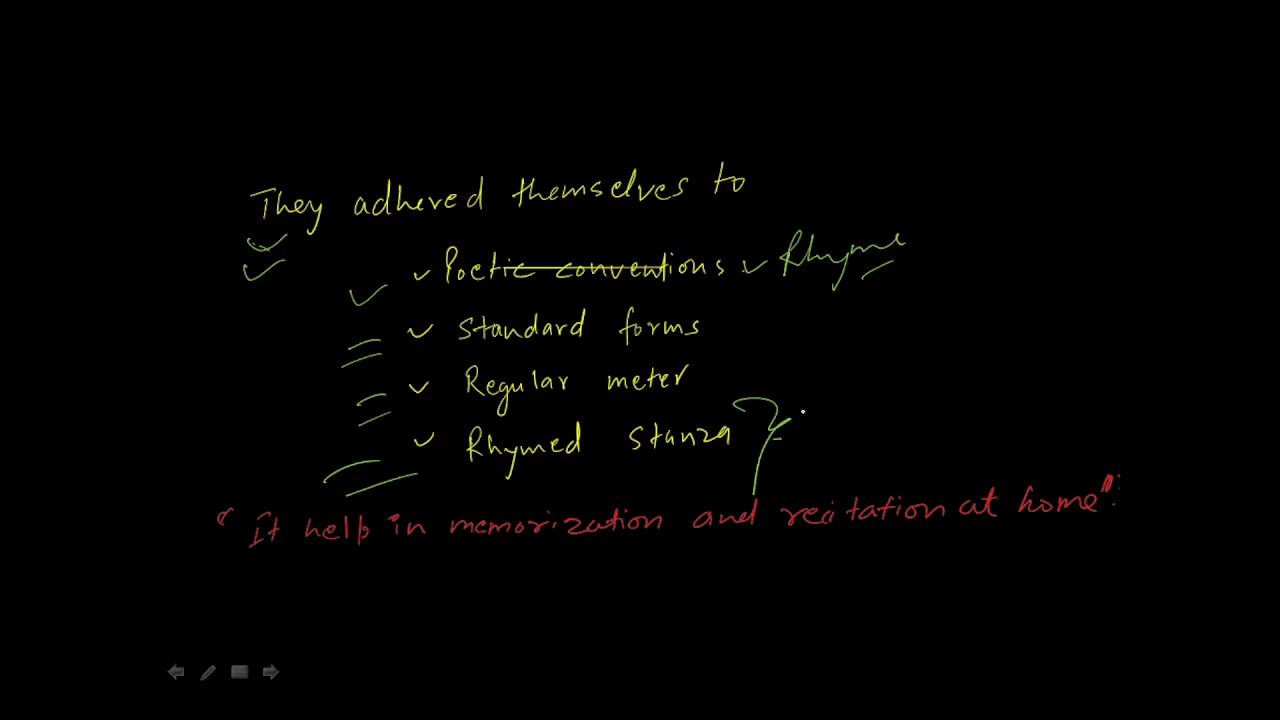 They adhered themselves to
Poetic conventions Rhyme
Standard forms
Regular meter
Rhymed Stanza
"It help in memorization and recitation at home".